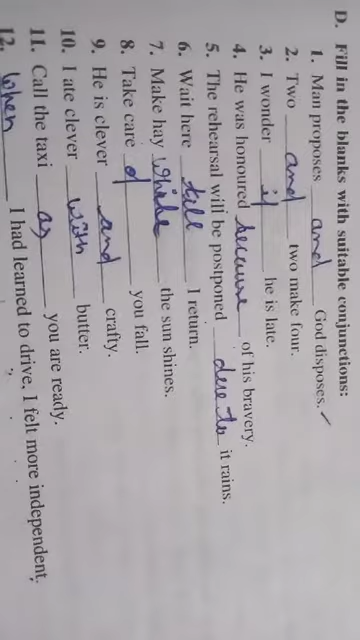 D. Fill in the blanks with suitable conjunctions:
1. Man proposes and God disposes.
2. Two and two make four.
3. I wonder if he is late.
4. He was honoured because of his bravery.
5. The rehearsal will be postponed due to it rains.
6. Wait here till I return.
7. Make hay while the sun shines.
8. Take care of you fall.
9. He is clever and crafty.
10. I ate clever with butter.
11. Call the taxi as you are ready.
12. When I had learned to drive, I felt more independent.